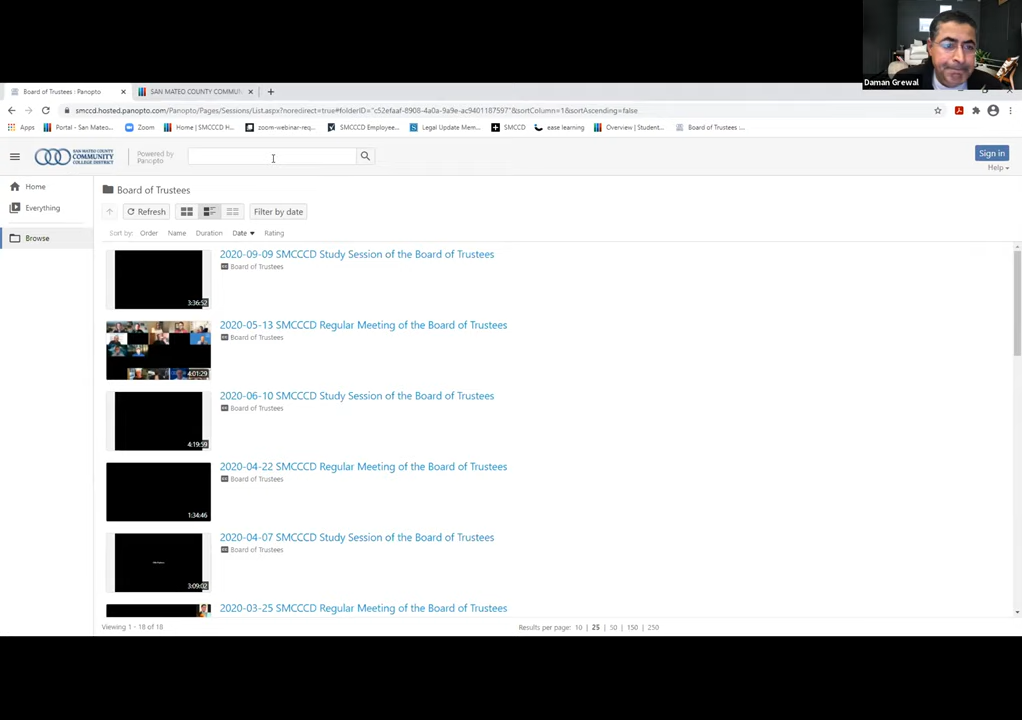 Daman Grewal
Board of Trustees : Panopto
SAN MATEO COUNTY COMMU
smccd.hosted.panopto.com/Panopto/Pages/Sessions/List.aspx?noredirect=true#folderID="c52efaaf-8908-4a0a-9a9e-ac9401187597"&sortColumn=1&sortAscending=false
Apps Portal - San Mateo... Zoom Home | SMCCCD H... zoom-webinar-req... SMCCCD Employee... Legal Update Mem... SMCCD ease learning Overview | Student... Board of Trustees :...
SAN MATEO COUNTY
COMMUNITY
COLLEGE DISTRICT
Powered by
Panopto
Sign in
Help
Home
Everything
Browse
Board of Trustees
Refresh
Filter by date
Sort by: Order Name Duration Date Rating
2020-09-09 SMCCCD Study Session of the Board of Trustees
Board of Trustees
3:36:52
2020-05-13 SMCCCD Regular Meeting of the Board of Trustees
Board of Trustees
4:01:29
2020-06-10 SMCCCD Study Session of the Board of Trustees
Board of Trustees
4:19:59
2020-04-22 SMCCCD Regular Meeting of the Board of Trustees
Board of Trustees
1:34:46
2020-04-07 SMCCCD Study Session of the Board of Trustees
Board of Trustees
3:09:02
2020-03-25 SMCCCD Regular Meeting of the Board of Trustees
Viewing 1 - 18 of 18
Results per page: 10 | 25 | 50 | 150 | 250